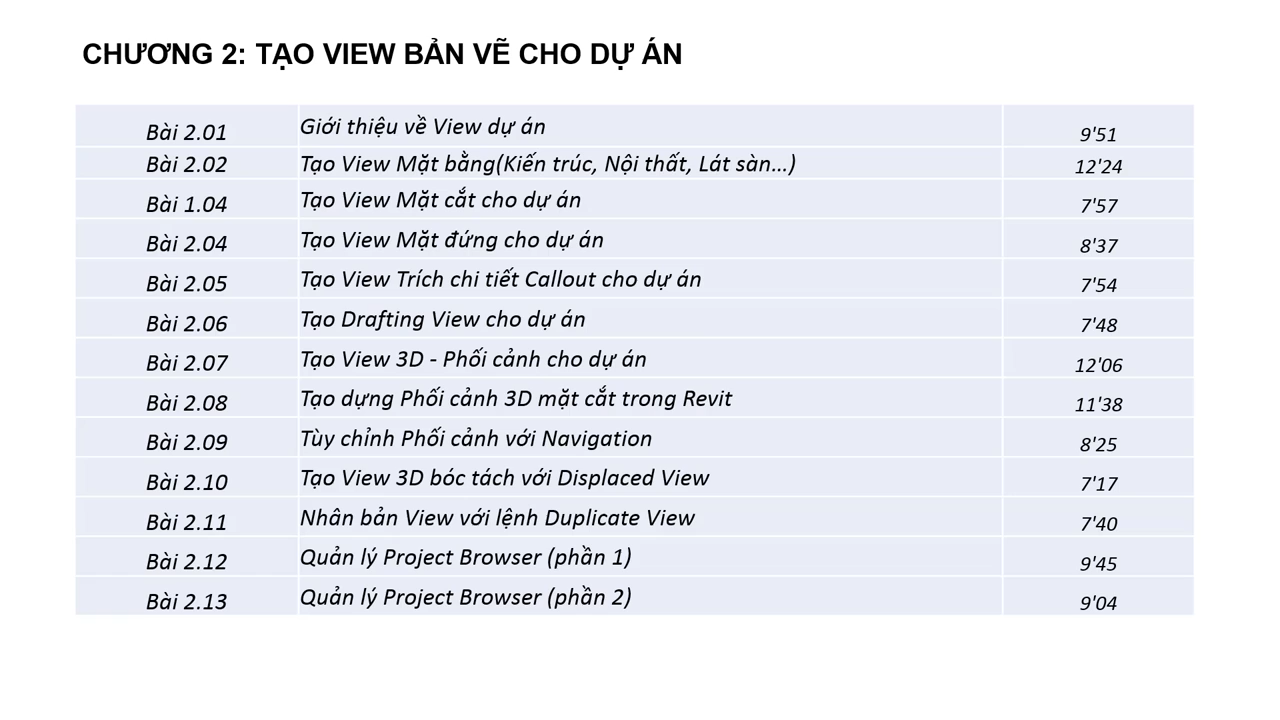 CHƯƠNG 2: TẠO VIEW BẢN VẼ CHO DỰ ÁN
Bài 2.01 Giới thiệu về View dự án 9'51
Bài 2.02 Tạo View Mặt bằng(Kiến trúc, Nội thất, Lát sàn...) 12'24
Bài 1.04 Tạo View Mặt cắt cho dự án 7'57
Bài 2.04 Tạo View Mặt đứng cho dự án 8'37
Bài 2.05 Tạo View Trích chi tiết Callout cho dự án 7'54
Bài 2.06 Tạo Drafting View cho dự án 7'48
Bài 2.07 Tạo View 3D - Phối cảnh cho dự án 12'06
Bài 2.08 Tạo dựng Phối cảnh 3D mặt cắt trong Revit 11'38
Bài 2.09 Tùy chỉnh Phối cảnh với Navigation 8'25
Bài 2.10 Tạo View 3D bóc tách với Displaced View 7'17
Bài 2.11 Nhân bản View với lệnh Duplicate View 7'40
Bài 2.12 Quản lý Project Browser (phần 1) 9'45
Bài 2.13 Quản lý Project Browser (phần 2) 9'04